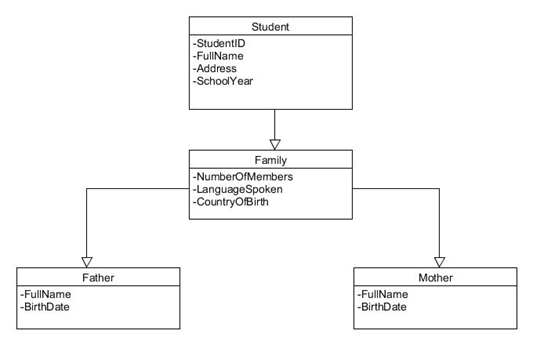 Student
-StudentID
-FullName
-Address
-SchoolYear
Family
-NumberOfMembers
-LanguageSpoken
-CountryOfBirth
Father
-FullName
-BirthDate
Mother
-FullName
-BirthDate